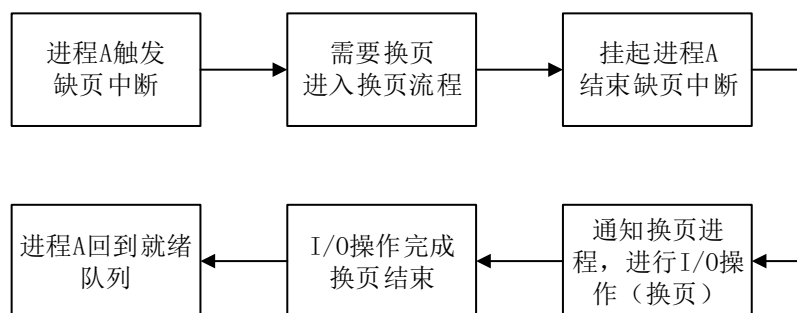 进程A触发
缺页中断
需要换页
进入换页流程
挂起进程A
结束缺页中断
通知换页进
程，进行I/O操
作（换页）
I/O操作完成
换页结束
进程A回到就绪
队列